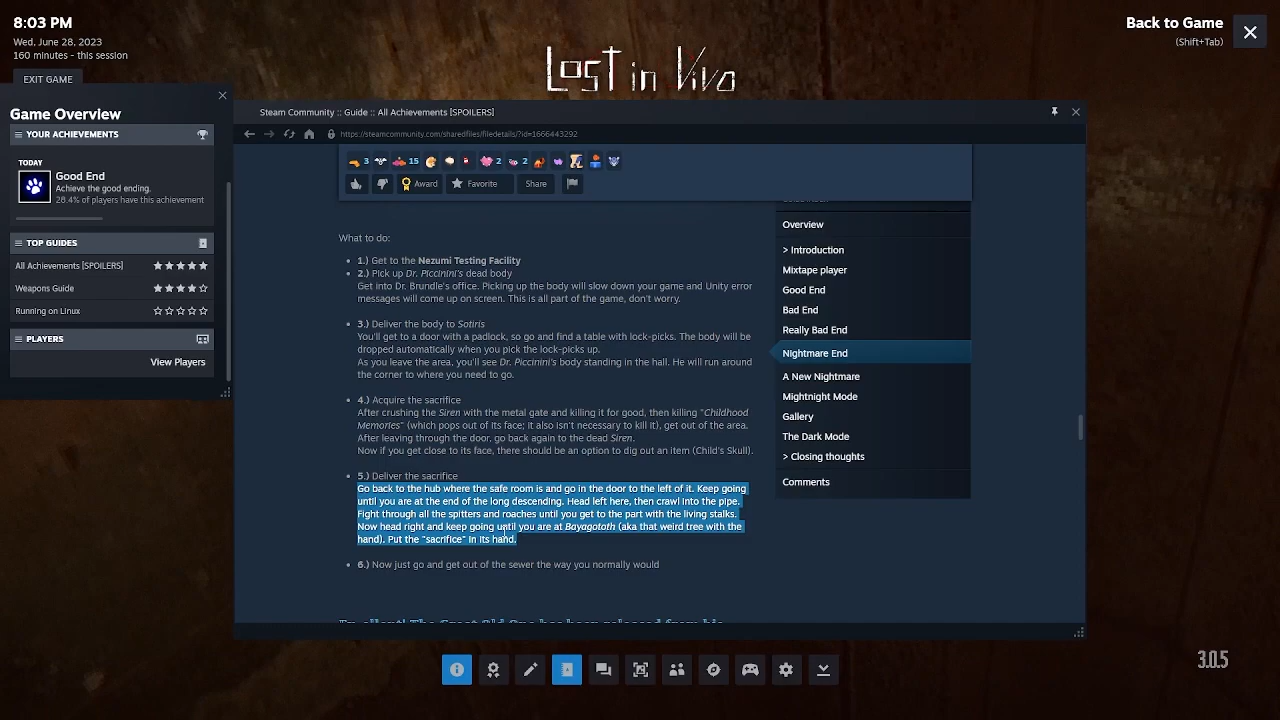 8:03 PM
Wed, June 28, 2023
160 minutes - this session
EXIT GAME
Back to Game
(Shift+Tab)
Lost in Vivo
Game Overview
YOUR ACHIEVEMENTS
TODAY
Good End
Achieve the good ending.
28.4% of players have this achievement
TOP GUIDES
All Achievements [SPOILERS]
Weapons Guide
Running on Linux
PLAYERS
View Players
Steam Community :: Guide :: All Achievements [SPOILERS]
https://steamcommunity.com/sharedfiles/filedetails/?id=1666443292
3
15
2
2
Award
Favorite
Share
What to do:
1.) Get to the Nezumi Testing Facility
2.) Pick up Dr. Piccinini's dead body
Get into Dr. Brundle's office. Picking up the body will slow down your game and Unity error
messages will come up on screen. This is all part of the game, don't worry.
3.) Deliver the body to Sotiris
You'll get to a door with a padlock, so go and find a table with lock-picks. The body will be
dropped automatically when you pick the lock-picks up.
As you leave the area, you'll see Dr. Piccinini's body standing in the hall. He will run around
the corner to where you need to go.
4.) Acquire the sacrifice
After crushing the Siren with the metal gate and killing it for good, then killing "Childhood
Memories" (which pops out of its face; it also isn't necessary to kill it), get out of the area.
After leaving through the door, go back again to the dead Siren.
Now if you get close to its face, there should be an option to dig out an item (Child's Skull).
5.) Deliver the sacrifice
Go back to the hub where the safe room is and go in the door to the left of it. Keep going
until you are at the end of the long descending. Head left here, then crawl into the pipe.
Fight through all the spitters and roaches until you get to the part with the living stalks.
Now head right and keep going until you are at Bayagototh (aka that weird tree with the
hand). Put the "sacrifice" in its hand.
6.) Now just go and get out of the sewer the way you normally would
Overview
> Introduction
Mixtape player
Good End
Bad End
Really Bad End
Nightmare End
A New Nightmare
Mightnight Mode
Gallery
The Dark Mode
> Closing thoughts
Comments
3.0.5